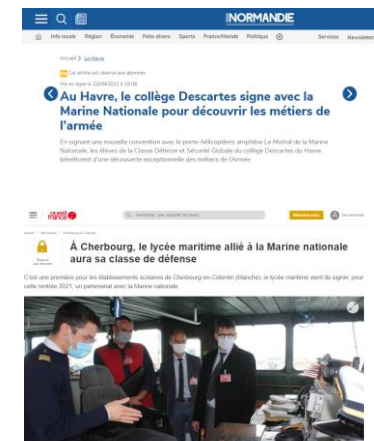 NORMANDIE
Info locales Région Economie Faits divers Sports France/Monde Politique Services Newsletter
Accueil > Le Havre
Cet article est réservé aux abonnés
Au Havre, le collège Descartes signe avec la
Marine Nationale pour découvrir les métiers de
l'armée
En signant une nouvelle convention avec le porte-hélicoptères amphibie Le Mistral de la Marine
Nationale, les élèves de la Classe Défense et Sécurité Globale du collège Descartes du Havre
bénéficient d'une découverte exceptionnelle des métiers de l'Armée.
ouest
france
À Cherbourg, le lycée maritime allié à la Marine nationale
aura sa classe de défense
C'est une première pour les établissements scolaires de Cherbourg-en-Cotentin (Manche), le lycée maritime vient de signer, pour
cette rentrée 2021, un partenariat avec la Marine nationale.